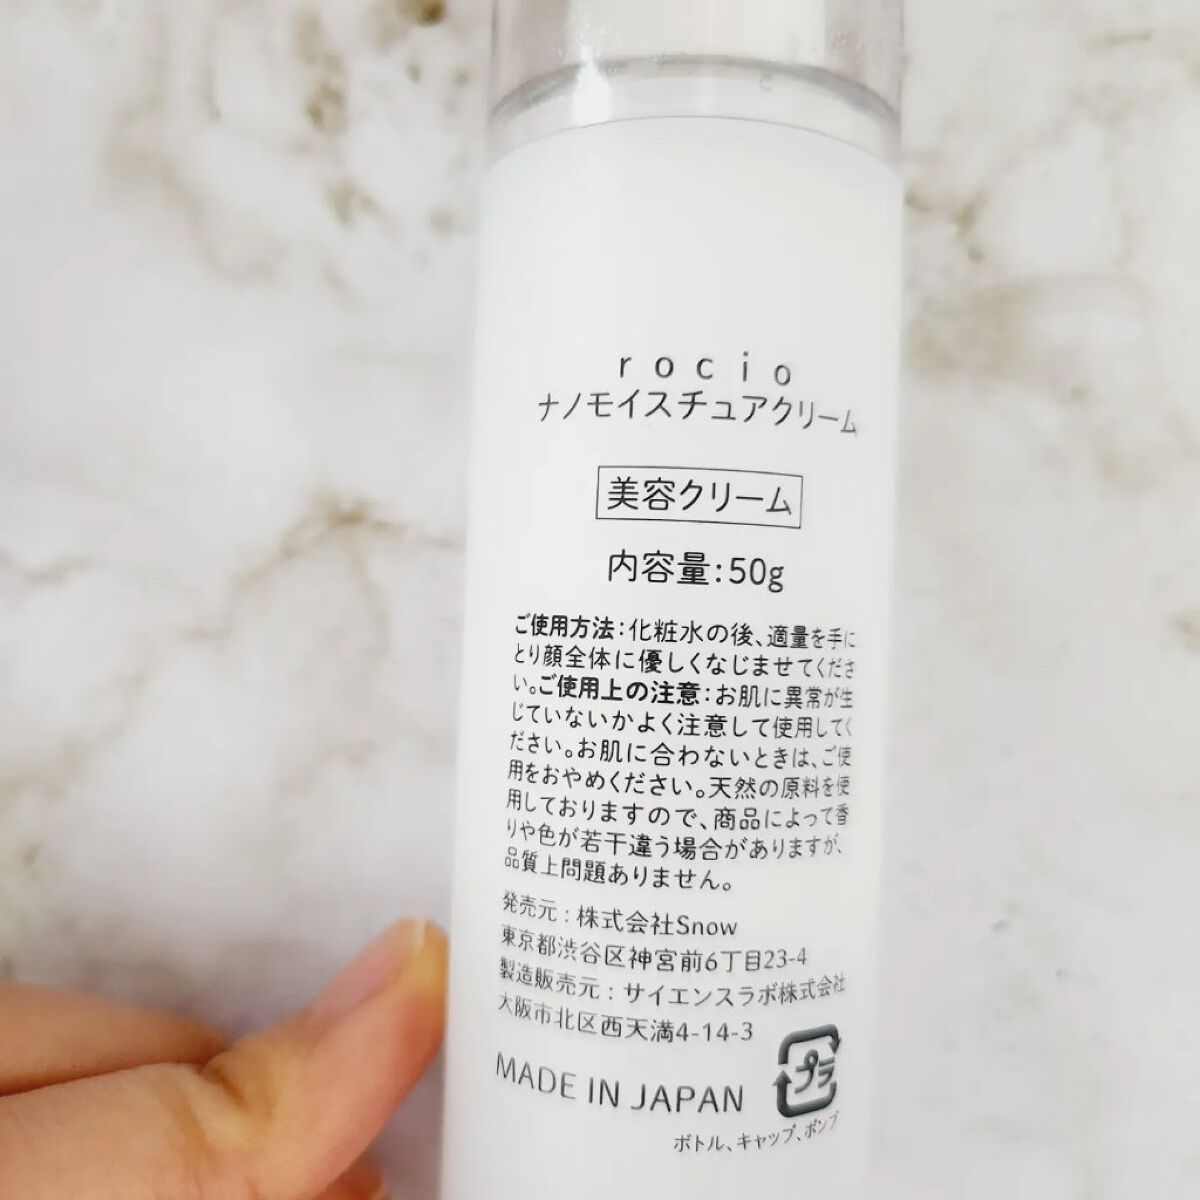 rocio
ナノモイスチュアクリーム
美容クリーム
内容量:50g
ご使用方法:化粧水の後、適量を手に
とり顔全体に優しくなじませてくださ
い。ご使用上の注意:お肌に異常が生
じていないかよく注意して使用してく
ださい。お肌に合わないときは、ご使
用をおやめください。天然の原料を使
用しておりますので、商品によって香
りや色が若干違う場合がありますが、
品質上問題ありません。
発売元:株式会社Snow
東京都渋谷区神宮前6丁目23-4
製造販売元:サイエンスラボ株式会社
大阪市北区西天満4-14-3
MADE IN JAPAN
プラ
ボトル、キャップ、ポンプ